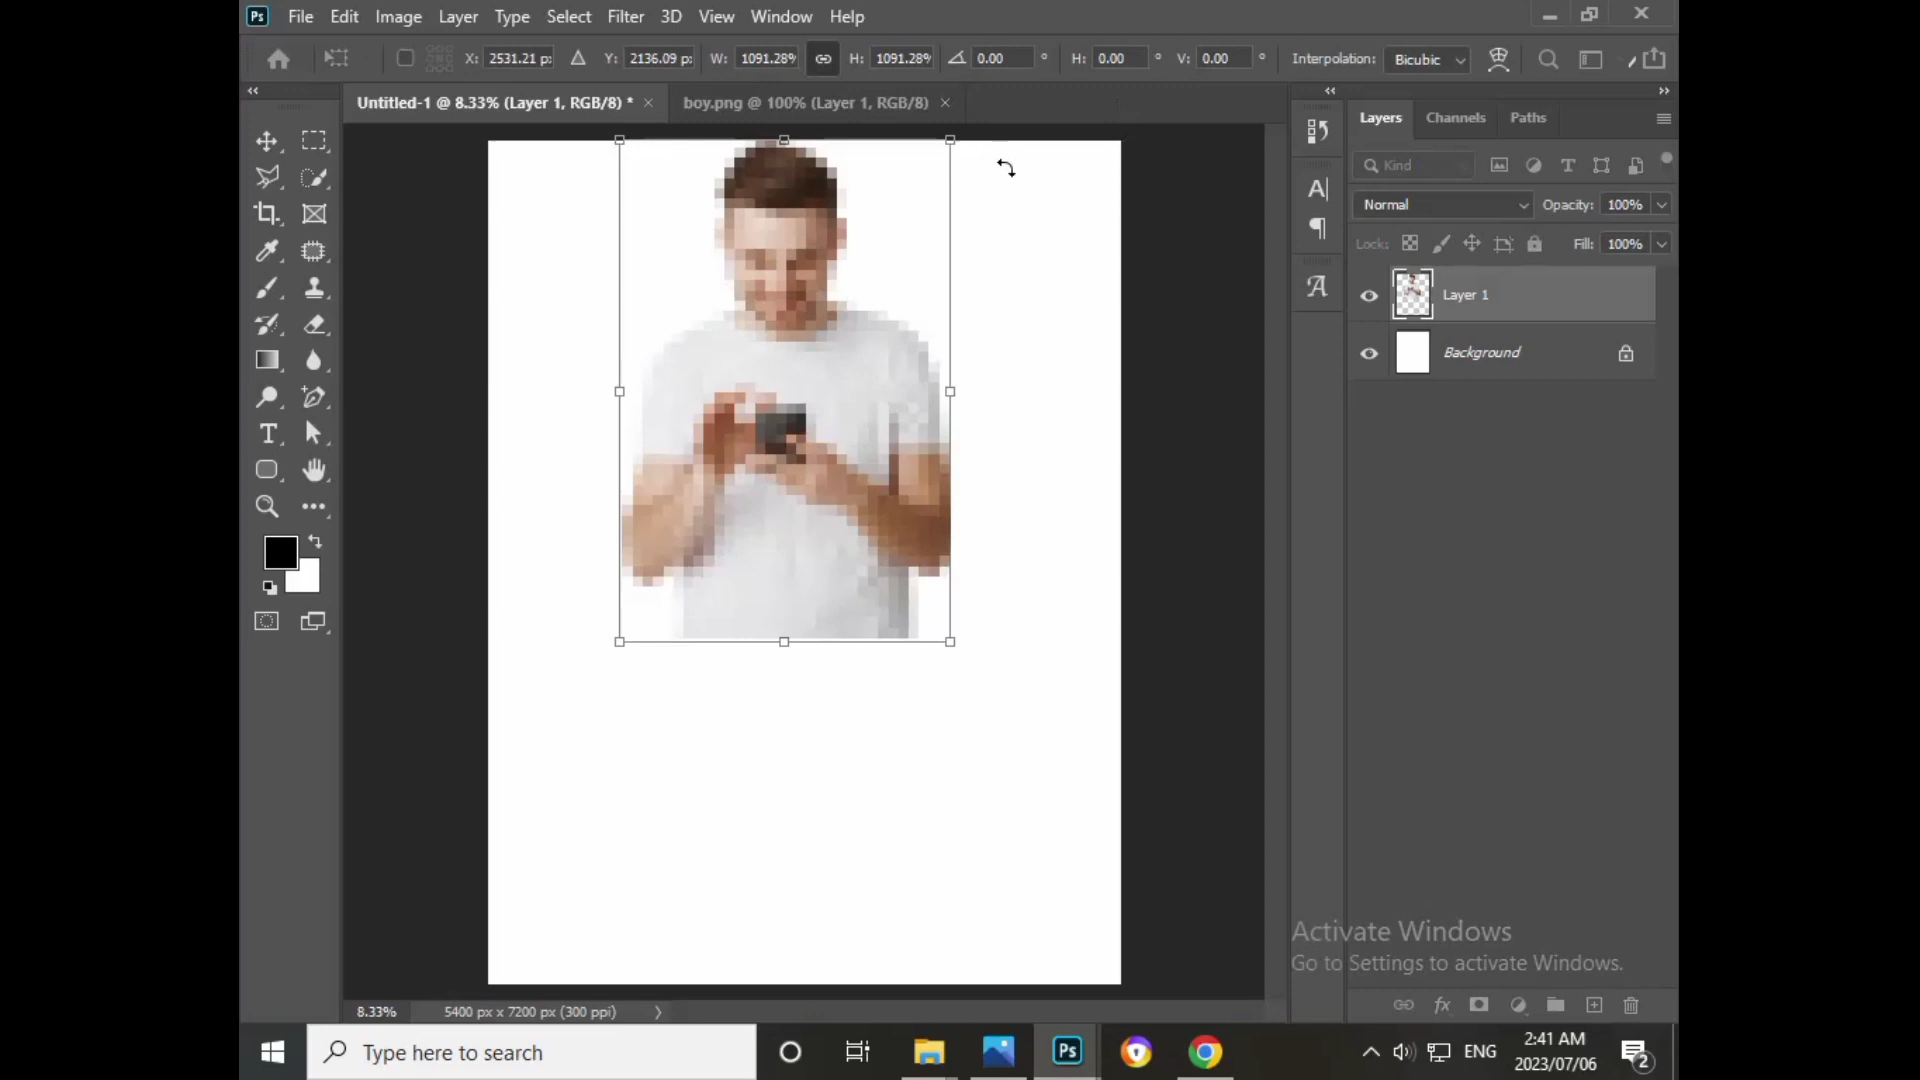 Ps File Edit Image Layer Type Select Filter 3D View Window Help
X: 2531.21 p: Y: 2136.09 p: W: 1091.28% H: 1091.28% 0.00 ° H: 0.00 ° V: 0.00 ° Interpolation: Bicubic
Untitled-1 @ 8.33% (Layer 1, RGB/8) * × boy.png @ 100% (Layer 1, RGB/8) ×
Layers Channels Paths
Kind
Normal Opacity: 100%
Lock: Fill: 100%
Layer 1
Background
Activate Windows
Go to Settings to activate Windows.
8.33% 5400 px x 7200 px (300 ppi)
Type here to search
Ps
ENG
2:41 AM
2023/07/06
2